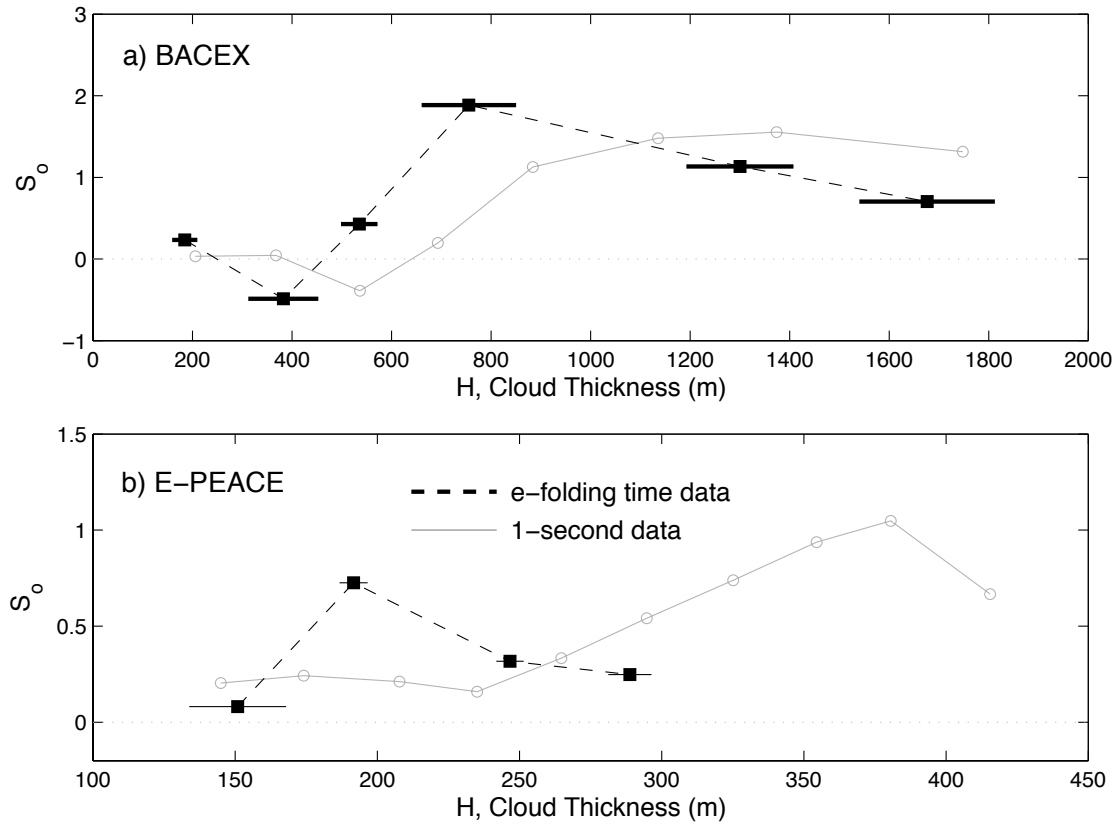 3
a) BACEX
2
1
0
−1
S_o
0 200 400 600 800 1000 1200 1400 1600 1800 2000
H, Cloud Thickness (m)
1.5
b) E−PEACE
e−folding time data
1−second data
1
0.5
0
S_o
100 150 200 250 300 350 400 450
H, Cloud Thickness (m)